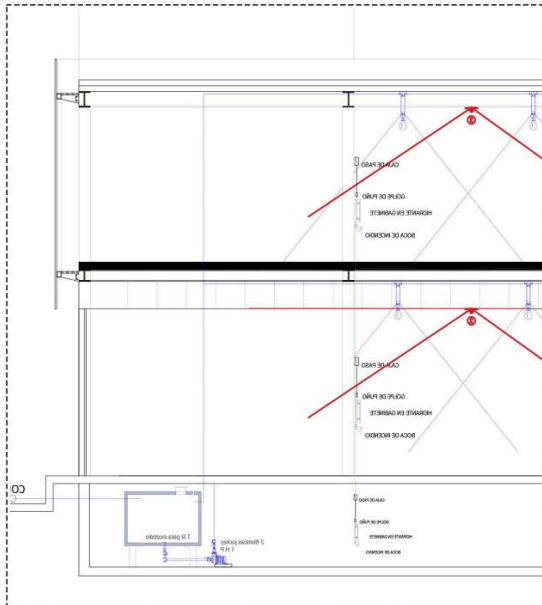 CAJA DE PASO
GOLPE DE PUÑO
HIDRANTE EN GABINETE
BOCA DE INCENDIO
CAJA DE PASO
GOLPE DE PUÑO
HIDRANTE EN GABINETE
BOCA DE INCENDIO
CO
CAJA DE PASO
GOLPE DE PUÑO
HIDRANTE EN GABINETE
BOCA DE INCENDIO
T.R para incendio
2 Bombas jockey
1 H P